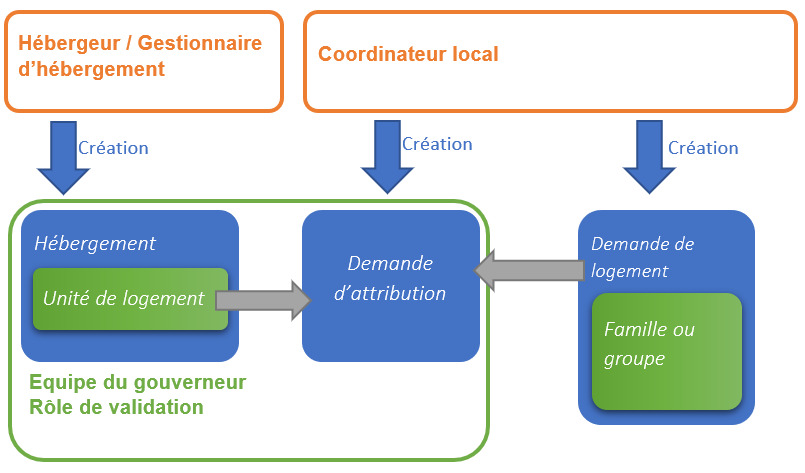 Hébergeur / Gestionnaire
d’hébergement
Coordinateur local
Création
Création
Création
Hébergement
Unité de logement
Demande
d’attribution
Demande de
logement
Famille ou
groupe
Equipe du gouverneur
Rôle de validation